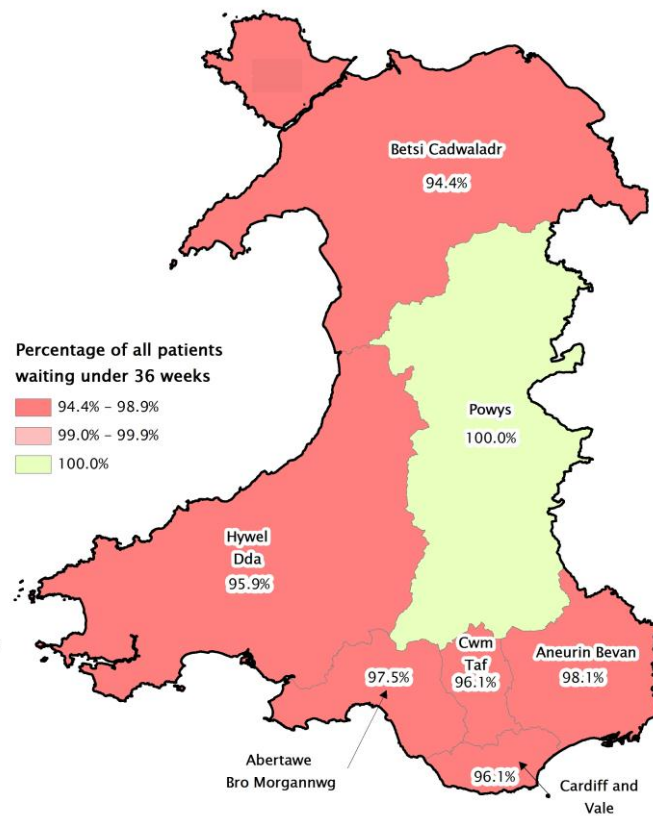 Betsi Cadwaladr
94.4%
Percentage of all patients
waiting under 36 weeks
94.4% – 98.9%
99.0% – 99.9%
100.0%
Powys
100.0%
Hywel
Dda
95.9%
Cwm
Taf
96.1%
Aneurin Bevan
98.1%
97.5%
Abertawe
Bro Morgannwg
96.1%
Cardiff and
Vale